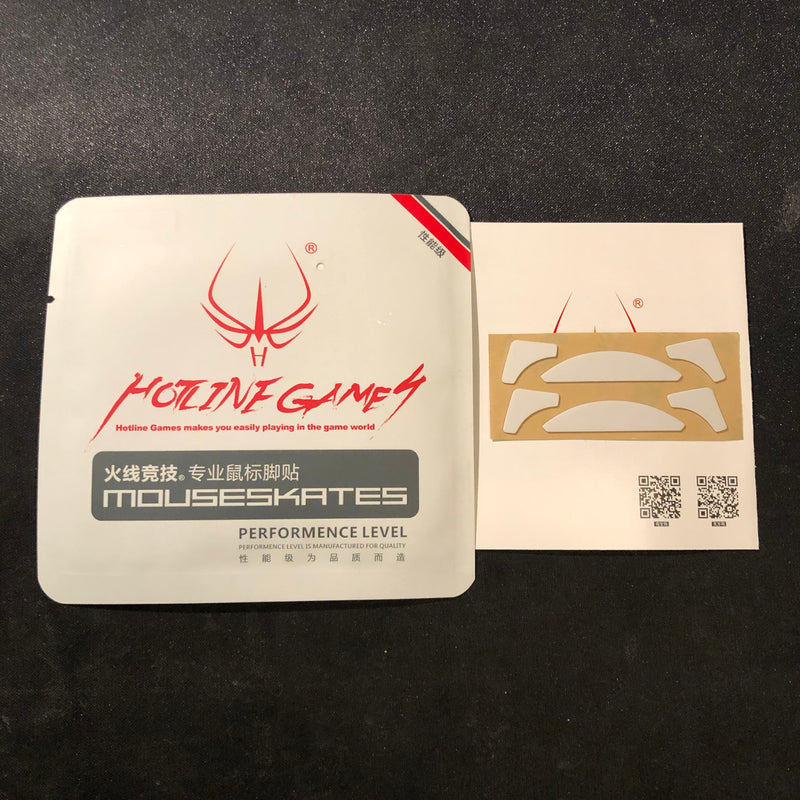 性能级
®
H
HOTLINE GAMES
Hotline Games makes you easily playing in the game world
火线竞技® 专业鼠标脚贴
MOUSESKATES
PERFORMENCE LEVEL
PERFORMENCE LEVEL IS MANUFACTURED FOR QUALITY
性能级为品质而造
®